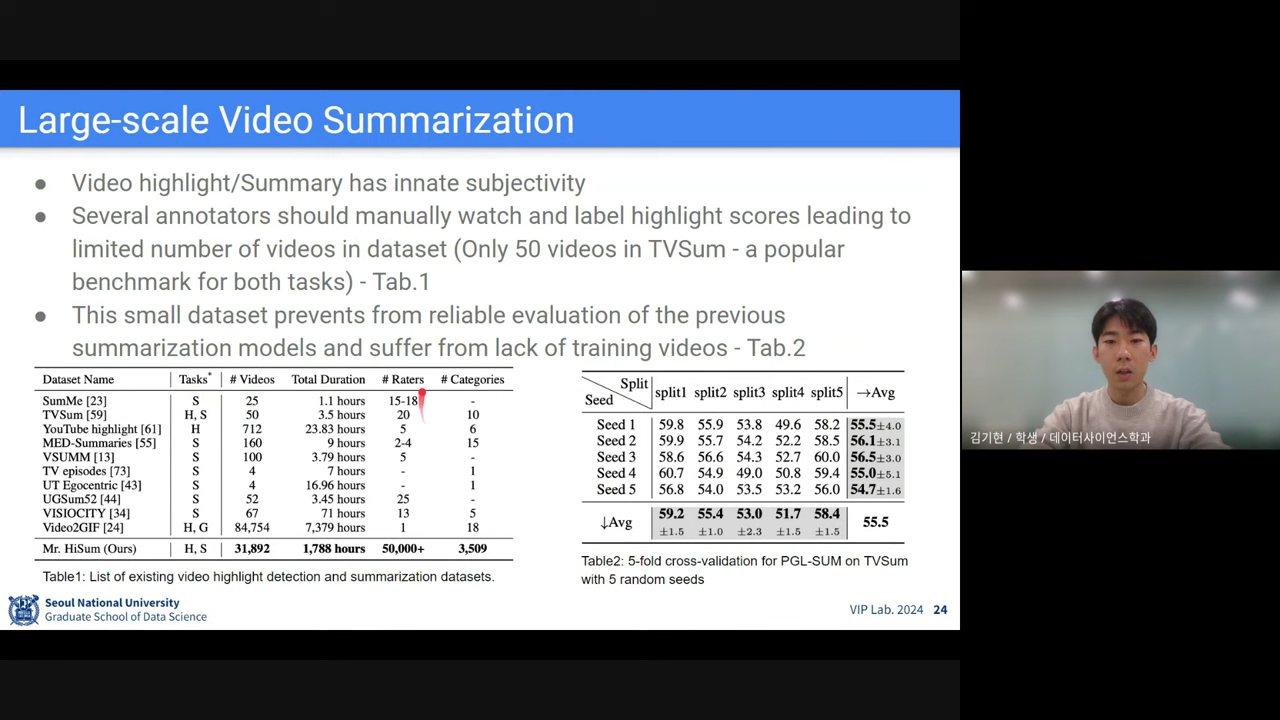 Large-scale Video Summarization
● Video highlight/Summary has innate subjectivity
● Several annotators should manually watch and label highlight scores leading to
limited number of videos in dataset (Only 50 videos in TVSum - a popular
benchmark for both tasks) - Tab.1
● This small dataset prevents from reliable evaluation of the previous
summarization models and suffer from lack of training videos - Tab.2
Dataset Name Tasks* # Videos Total Duration # Raters # Categories
SumMe [23] S 25 1.1 hours 15-18 -
TVSum [59] H, S 50 3.5 hours 20 10
YouTube highlight [61] H 712 23.83 hours 5 6
MED-Summaries [55] S 160 9 hours 2-4 15
VSUMM [13] S 100 3.79 hours 5 -
TV episodes [73] S 4 7 hours - 1
UT Egocentric [43] S 4 16.96 hours - 1
UGSum52 [44] S 52 3.45 hours 25 -
VISIOCITY [34] S 67 71 hours 13 5
Video2GIF [24] H, G 84,754 7,379 hours 1 18
Mr. HiSum (Ours) H, S 31,892 1,788 hours 50,000+ 3,509
Table1: List of existing video highlight detection and summarization datasets.
Split
Seed split1 split2 split3 split4 split5 →Avg
Seed 1 59.8 55.9 53.8 49.6 58.2 55.5±4.0
Seed 2 59.9 55.7 54.2 52.2 58.5 56.1±3.1
Seed 3 58.6 56.6 54.3 52.7 60.0 56.5±3.0
Seed 4 60.7 54.9 49.0 50.8 59.4 55.0±5.1
Seed 5 56.8 54.0 53.5 53.2 56.0 54.7±1.6
↓Avg 59.2 55.4 53.0 51.7 58.4 55.5
±1.5 ±1.0 ±2.3 ±1.5 ±1.5
Table2: 5-fold cross-validation for PGL-SUM on TVSum
with 5 random seeds
Seoul National University
Graduate School of Data Science
VIP Lab. 2024 24
김기현 / 학생 / 데이터사이언스학과